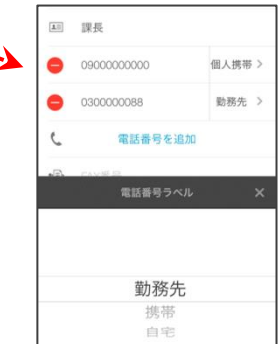 課長
09000000000 個人携帯 >
0300000088 勤務先 >
電話番号を追加
電話番号ラベル ×
勤務先
携帯
自宅